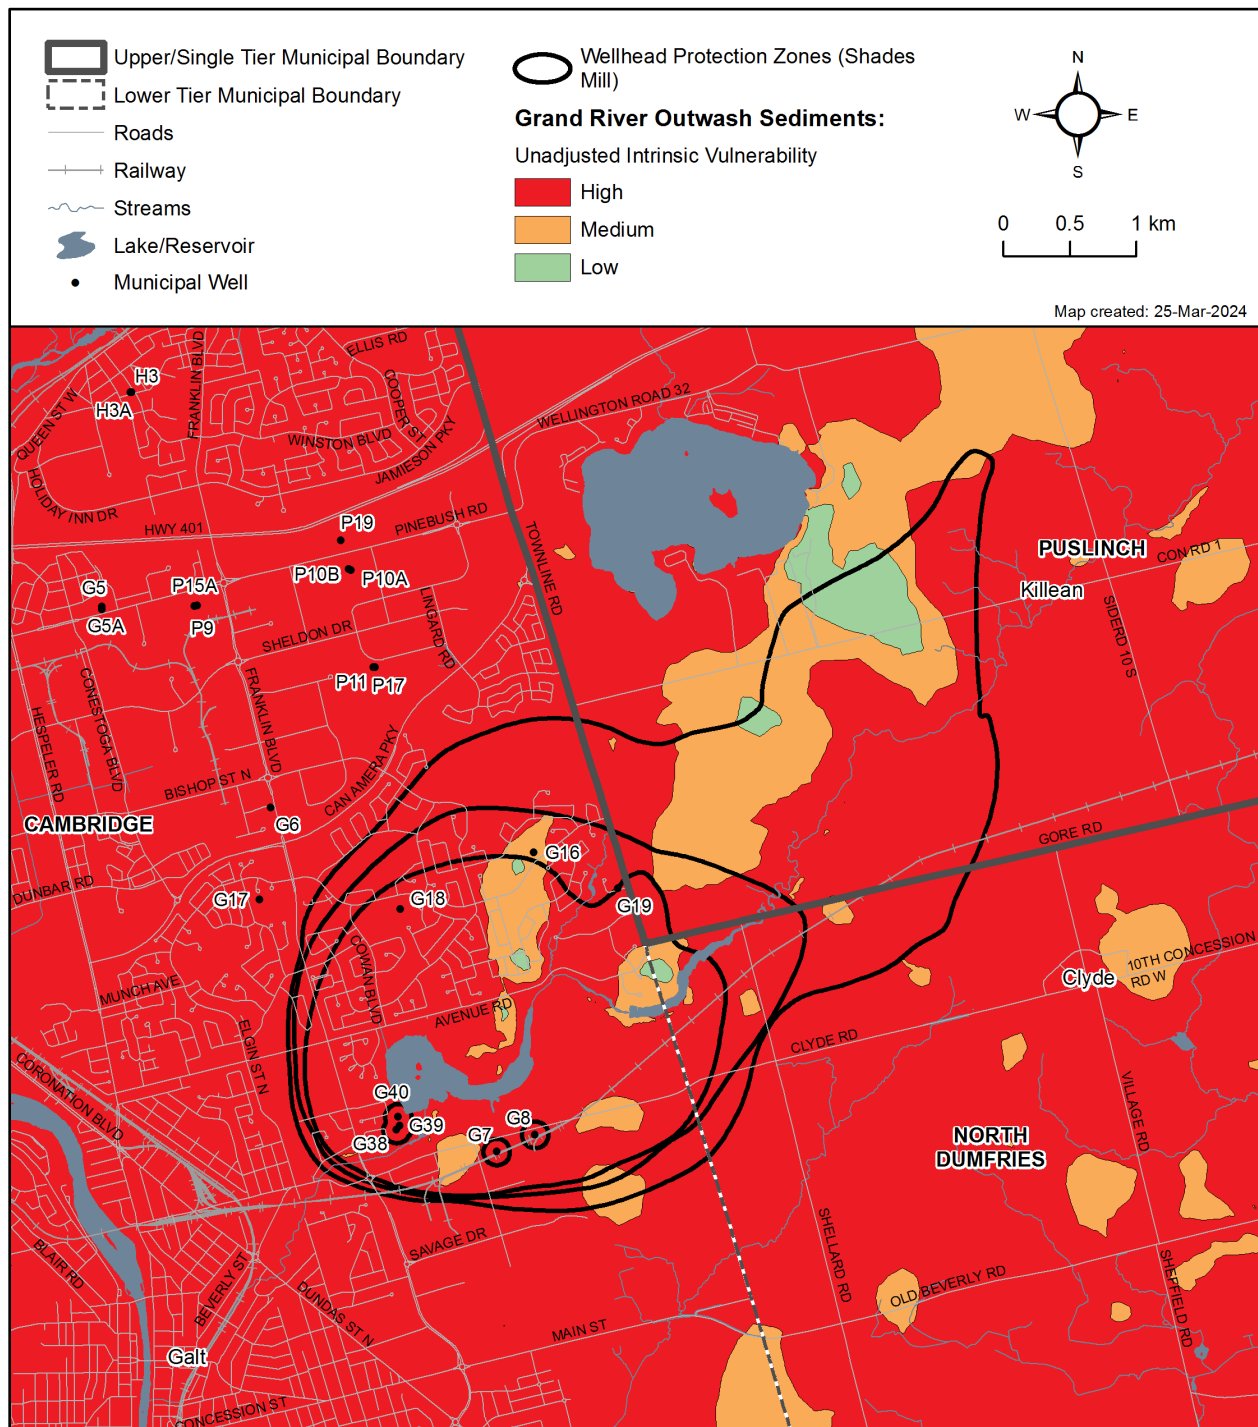 Upper/Single Tier Municipal Boundary
Lower Tier Municipal Boundary
Roads
Railway
Streams
Lake/Reservoir
Municipal Well
Wellhead Protection Zones (Shades
Mill)
Grand River Outwash Sediments:
Unadjusted Intrinsic Vulnerability
High
Medium
Low
N
W
E
S
0 0.5 1 km
Map created: 25-Mar-2024
ELLIS RD
FRANKLIN BLVD
H3
H3A
COOPER ST
QUEEN ST W
WINSTON BLVD
JAMIESON PKY
WELLINGTON ROAD 32
HOLIDAY INN DR
HWY 401
PINEBUSH RD
P19
TOWNLINE RD
PUSLINCH
CON RD 1
Killean
P10B
P10A
G5
P15A
G5A
P9
LINGARD RD
SHELDON DR
SIDERD 10 S
P11
P17
CONESTOGA BLVD
FRANKLIN BLVD
HESPELER RD
BISHOP ST N
CAN AMERA PKY
CAMBRIDGE
G6
GORE RD
G16
DUNBAR RD
G17
G18
G19
COWAN BLVD
10TH CONCESSION
RD W
Clyde
MUNCH AVE
AVENUE RD
CLYDE RD
ELGIN ST N
CORONATION BLVD
G40
G39
G38
G7
G8
VILLAGE RD
NORTH
DUMFRIES
SHELLARD RD
SAVAGE DR
BLAIR RD
BEVERLY ST
OLD BEVERLY RD
SHEFFIELD RD
DUNDAS ST N
MAIN ST
Galt
CONCESSION ST